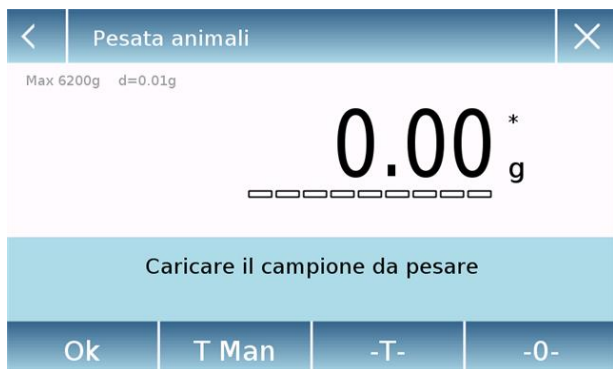 Pesata animali
Max 6200g d=0.01g
0.00 * g
Caricare il campione da pesare
Ok T Man -T- -0-